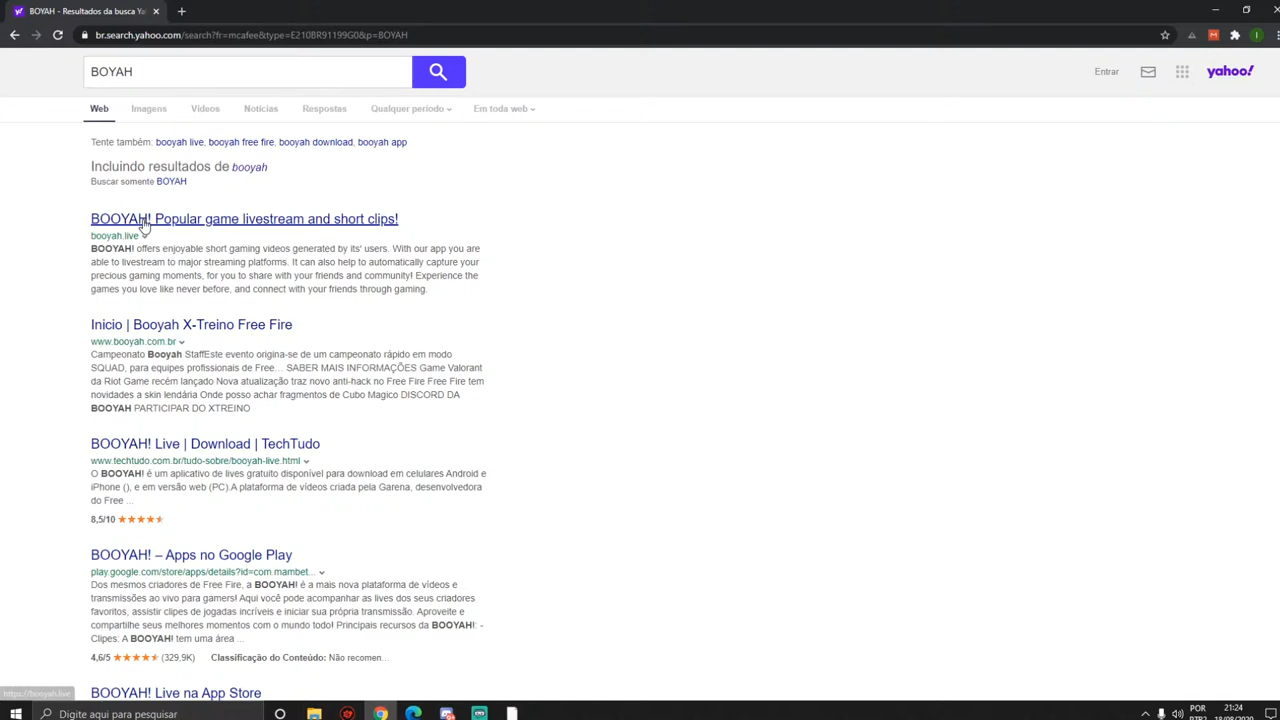 BOYAH - Resultados da busca Ya
br.search.yahoo.com/search?fr=mcafee&type=E210BR91199G0&p=BOYAH
BOYAH
Entrar
yahoo!
Web Imagens Vídeos Notícias Respostas Qualquer período Em toda web
Tente também: booyah live, booyah free fire, booyah download, booyah app
Incluindo resultados de booyah
Buscar somente BOYAH
BOOYAH! Popular game livestream and short clips!
booyah.live
BOOYAH! offers enjoyable short gaming videos generated by its' users. With our app you are
able to livestream to major streaming platforms. It can also help to automatically capture your
precious gaming moments, for you to share with your friends and community! Experience the
games you love like never before, and connect with your friends through gaming.
Inicio | Booyah X-Treino Free Fire
www.booyah.com.br
Campeonato Booyah StaffEste evento origina-se de um campeonato rápido em modo
SQUAD, para equipes profissionais de Free... SABER MAIS INFORMAÇÕES Game Valorant
da Riot Game recém lançado Nova atualização traz novo anti-hack no Free Fire Free Fire tem
novidades a skin lendária Onde posso achar fragmentos de Cubo Magico DISCORD DA
BOOYAH PARTICIPAR DO XTREINO
BOOYAH! Live | Download | TechTudo
www.techtudo.com.br/tudo-sobre/booyah-live.html
O BOOYAH! é um aplicativo de lives gratuito disponível para download em celulares Android e
iPhone (), e em versão web (PC).A plataforma de vídeos criada pela Garena, desenvolvedora
do Free ...
8,5/10
BOOYAH! – Apps no Google Play
play.google.com/store/apps/details?id=com.mambet...
Dos mesmos criadores de Free Fire, a BOOYAH! é a mais nova plataforma de vídeos e
transmissões ao vivo para gamers! Aqui você pode acompanhar as lives dos seus criadores
favoritos, assistir clipes de jogadas incríveis e iniciar sua própria transmissão. Aproveite e
compartilhe seus melhores momentos com o mundo todo! Principais recursos da BOOYAH!: -
Clipes: A BOOYAH! tem uma área ...
4,6/5 (329,9K) Classificação do Conteúdo: Não recomen...
BOOYAH! Live na App Store
https://booyah.live
Digite aqui para pesquisar
POR
21:24
PTB2
18/08/2020